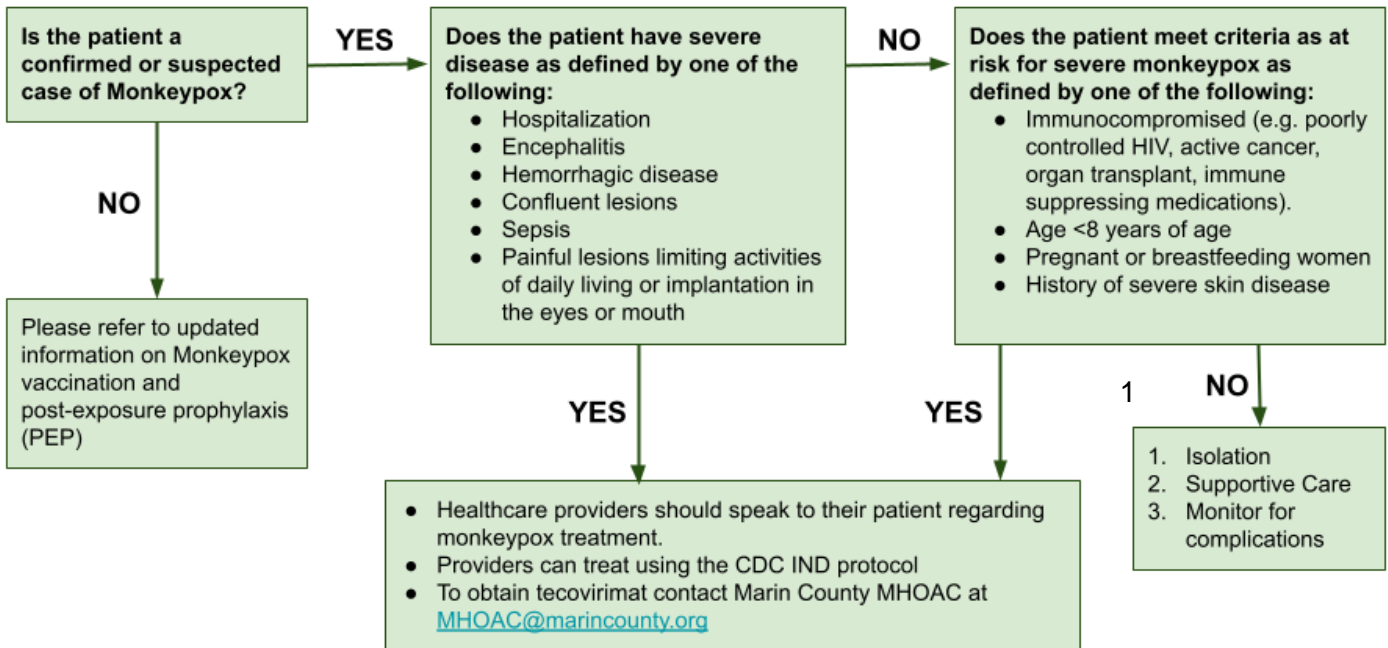 Is the patient a
confirmed or suspected
case of Monkeypox?
YES
Does the patient have severe
disease as defined by one of the
following:
● Hospitalization
● Encephalitis
● Hemorrhagic disease
● Confluent lesions
● Sepsis
● Painful lesions limiting activities
of daily living or implantation in
the eyes or mouth
NO
Does the patient meet criteria as at
risk for severe monkeypox as
defined by one of the following:
● Immunocompromised (e.g. poorly
controlled HIV, active cancer,
organ transplant, immune
suppressing medications).
● Age <8 years of age
● Pregnant or breastfeeding women
● History of severe skin disease
NO
Please refer to updated
information on Monkeypox
vaccination and
post-exposure prophylaxis
(PEP)
YES
YES
1
NO
● Healthcare providers should speak to their patient regarding
monkeypox treatment.
● Providers can treat using the CDC IND protocol
● To obtain tecovirimat contact Marin County MHOAC at
MHOAC@marincounty.org
1. Isolation
2. Supportive Care
3. Monitor for
complications